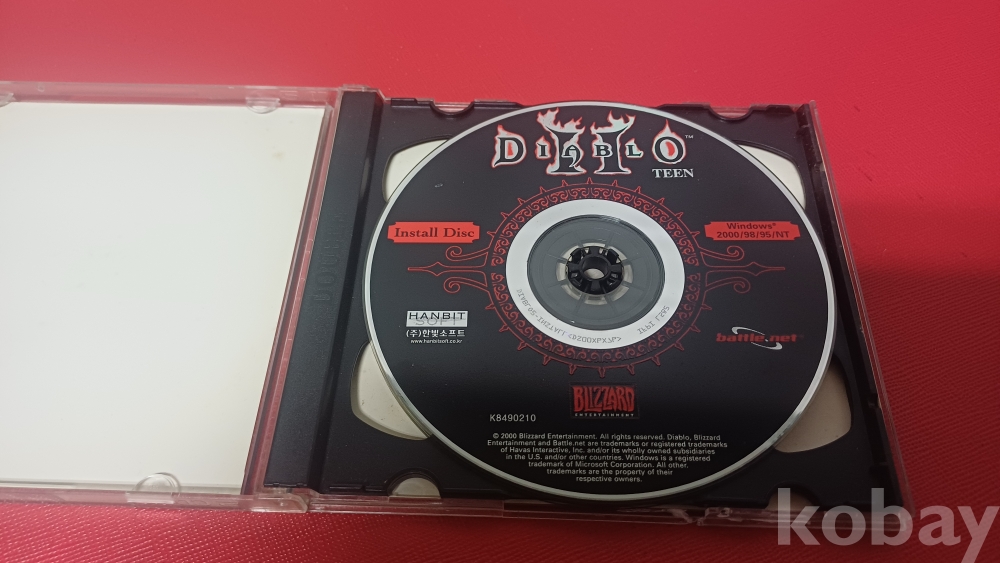 DIABLO II™
TEEN
Install Disc
Windows®
2000/98/95/NT
HANBIT
SOFT
(주)한빛소프트
www.hanbitsoft.co.kr
battle.net®
BLIZZARD
ENTERTAINMENT
K8490210
© 2000 Blizzard Entertainment. All rights reserved. Diablo, Blizzard
Entertainment and Battle.net are trademarks or registered trademarks
of Havas Interactive, Inc. and/or its wholly owned subsidiaries
in the U.S. and/or other countries. Windows is a registered
trademark of Microsoft Corporation. All other.
trademarks are the property of their
respective owners.
kobay